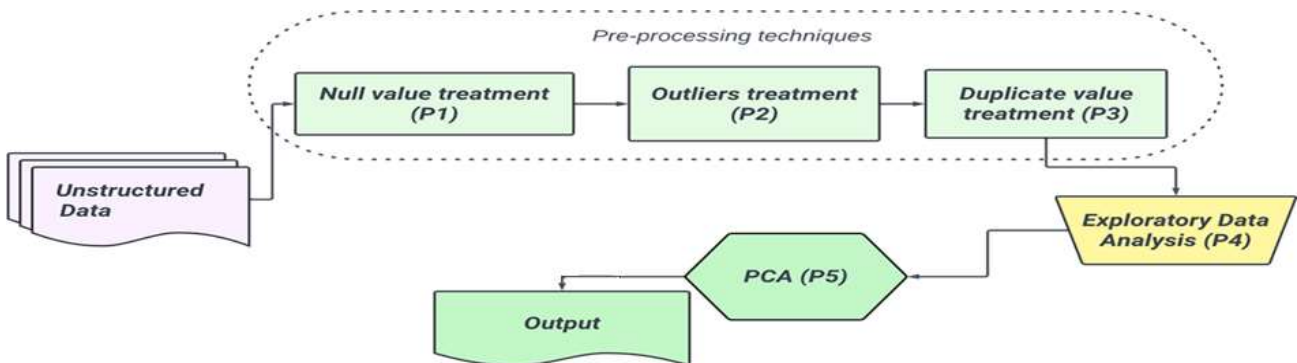 Pre-processing techniques
Null value treatment
(P1)
Outliers treatment
(P2)
Duplicate value
treatment (P3)
Unstructured
Data
Exploratory Data
Analysis (P4)
PCA (P5)
Output